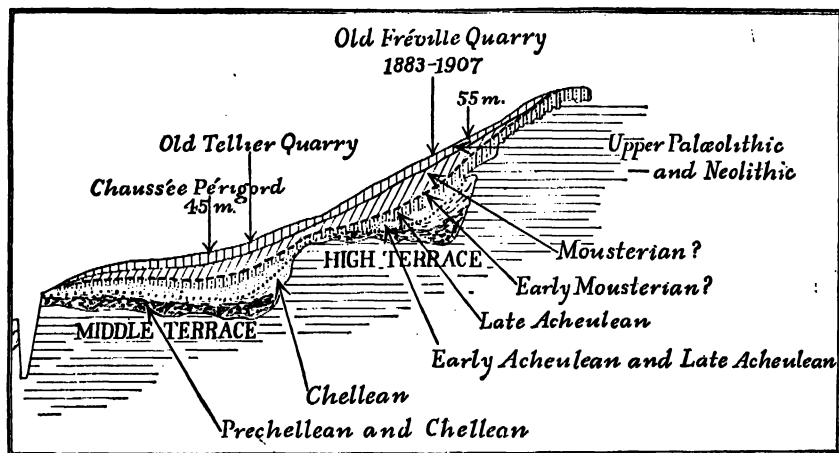 Old Fréville Quarry
1883-1907
55 m.
Old Tellier Quarry
Upper Palæolithic
— and Neolithic
Chaussée Périgord
45 m.
Mousterian?
HIGH TERRACE
Early Mousterian?
Late Acheulean
MIDDLE TERRACE
Early Acheulean and Late Acheulean
Chellean
Prechellean and Chellean